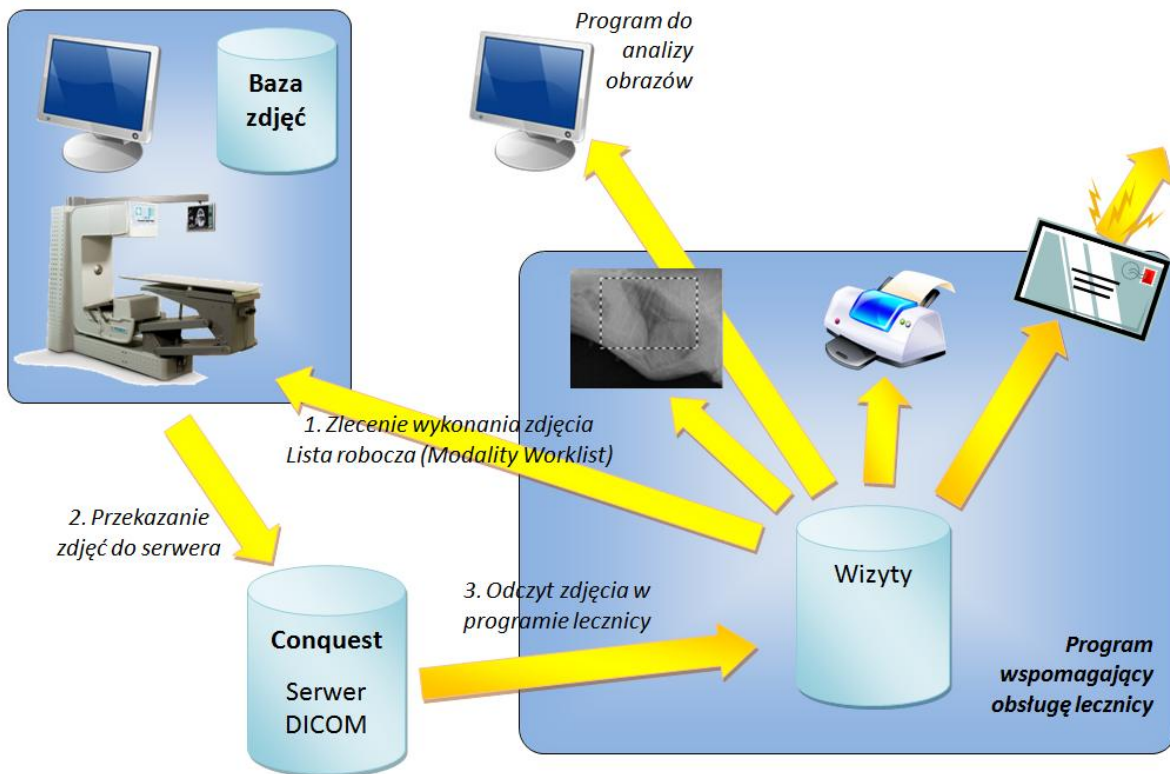 Baza
zdjęć
Program do
analizy
obrazów
1. Zlecenie wykonania zdjęcia
Lista robocza (Modality Worklist)
2. Przekazanie
zdjęć do serwera
Conquest
Serwer
DICOM
3. Odczyt zdjęcia w
programie lecznicy
Wizyty
Program
wspomagający
obsługę lecznicy